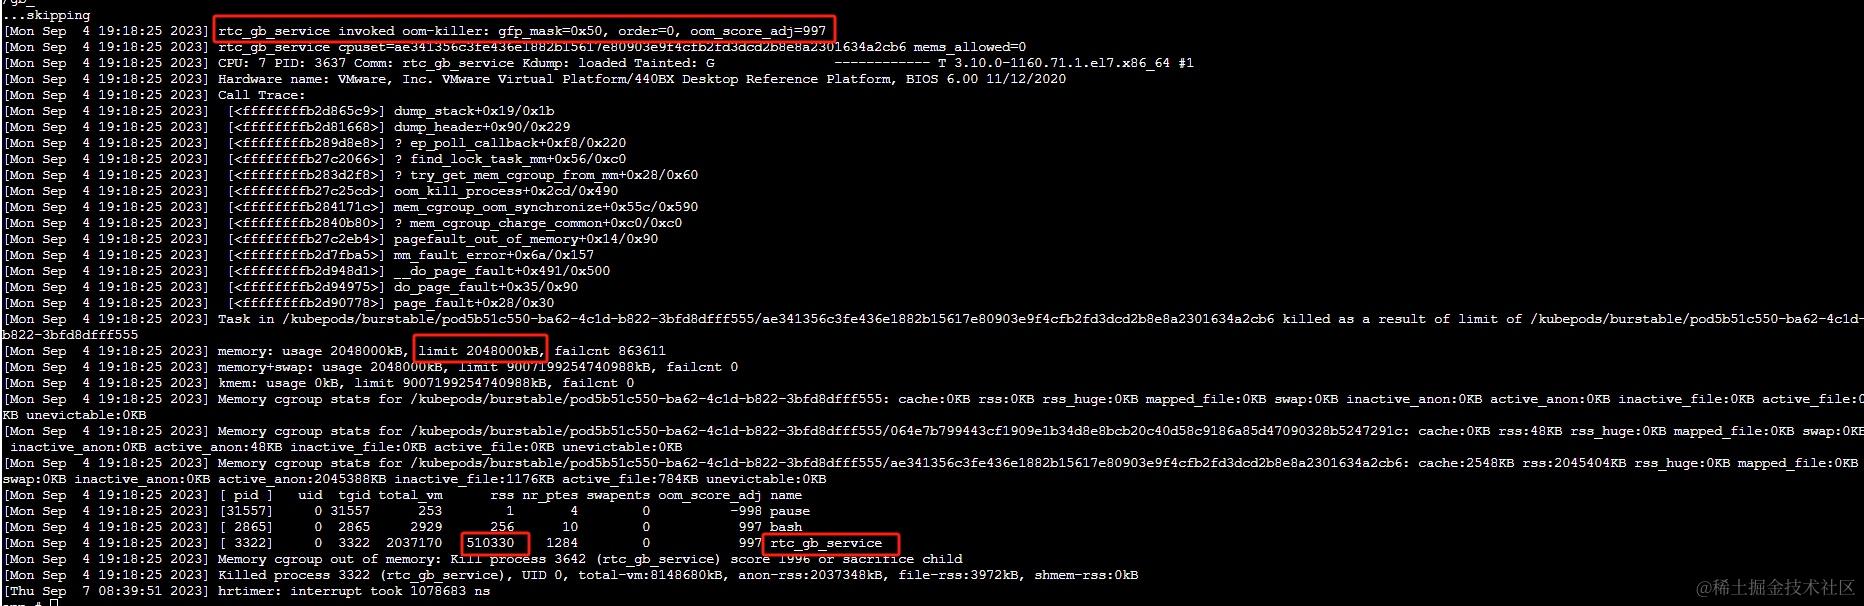 /gb_
...skipping
[Mon Sep  4 19:18:25 2023] rtc_gb_service invoked oom-killer: gfp_mask=0x50, order=0, oom_score_adj=997
[Mon Sep  4 19:18:25 2023] rtc_gb_service cpuset=ae341356c3fe436e1882b15617e80903e9f4cfb2fd3dcd2b8e8a2301634a2cb6 mems_allowed=0
[Mon Sep  4 19:18:25 2023] CPU: 7 PID: 3637 Comm: rtc_gb_service Kdump: loaded Tainted: G               ------------ T 3.10.0-1160.71.1.el7.x86_64 #1
[Mon Sep  4 19:18:25 2023] Hardware name: VMware, Inc. VMware Virtual Platform/440BX Desktop Reference Platform, BIOS 6.00 11/12/2020
[Mon Sep  4 19:18:25 2023] Call Trace:
[Mon Sep  4 19:18:25 2023]  [<ffffffffb2d865c9>] dump_stack+0x19/0x1b
[Mon Sep  4 19:18:25 2023]  [<ffffffffb2d81668>] dump_header+0x90/0x229
[Mon Sep  4 19:18:25 2023]  [<ffffffffb289d8e8>] ? ep_poll_callback+0xf8/0x220
[Mon Sep  4 19:18:25 2023]  [<ffffffffb27c2066>] ? find_lock_task_mm+0x56/0xc0
[Mon Sep  4 19:18:25 2023]  [<ffffffffb283d2f8>] ? try_get_mem_cgroup_from_mm+0x28/0x60
[Mon Sep  4 19:18:25 2023]  [<ffffffffb27c25cd>] oom_kill_process+0x2cd/0x490
[Mon Sep  4 19:18:25 2023]  [<ffffffffb284171c>] mem_cgroup_oom_synchronize+0x55c/0x590
[Mon Sep  4 19:18:25 2023]  [<ffffffffb2840b80>] ? mem_cgroup_charge_common+0xc0/0xc0
[Mon Sep  4 19:18:25 2023]  [<ffffffffb27c2eb4>] pagefault_out_of_memory+0x14/0x90
[Mon Sep  4 19:18:25 2023]  [<ffffffffb2d7fba5>] mm_fault_error+0x6a/0x157
[Mon Sep  4 19:18:25 2023]  [<ffffffffb2d948d1>] __do_page_fault+0x491/0x500
[Mon Sep  4 19:18:25 2023]  [<ffffffffb2d94975>] do_page_fault+0x35/0x90
[Mon Sep  4 19:18:25 2023]  [<ffffffffb2d90778>] page_fault+0x28/0x30
[Mon Sep  4 19:18:25 2023] Task in /kubepods/burstable/pod5b51c550-ba62-4c1d-b822-3bfd8dfff555/ae341356c3fe436e1882b15617e80903e9f4cfb2fd3dcd2b8e8a2301634a2cb6 killed as a result of limit of /kubepods/burstable/pod5b51c550-ba62-4c1d-
b822-3bfd8dfff555
[Mon Sep  4 19:18:25 2023] memory: usage 2048000kB, limit 2048000kB, failcnt 863611
[Mon Sep  4 19:18:25 2023] memory+swap: usage 2048000kB, limit 9007199254740988kB, failcnt 0
[Mon Sep  4 19:18:25 2023] kmem: usage 0kB, limit 9007199254740988kB, failcnt 0
[Mon Sep  4 19:18:25 2023] Memory cgroup stats for /kubepods/burstable/pod5b51c550-ba62-4c1d-b822-3bfd8dfff555: cache:0KB rss:0KB rss_huge:0KB mapped_file:0KB swap:0KB inactive_anon:0KB active_anon:0KB inactive_file:0KB active_file:0
KB unevictable:0KB
[Mon Sep  4 19:18:25 2023] Memory cgroup stats for /kubepods/burstable/pod5b51c550-ba62-4c1d-b822-3bfd8dfff555/064e7b799443cf1909e1b34d8e8bcb20c40d58c9186a85d47090328b5247291c: cache:0KB rss:48KB rss_huge:0KB mapped_file:0KB swap:0KB
 inactive_anon:0KB active_anon:48KB inactive_file:0KB active_file:0KB unevictable:0KB
[Mon Sep  4 19:18:25 2023] Memory cgroup stats for /kubepods/burstable/pod5b51c550-ba62-4c1d-b822-3bfd8dfff555/ae341356c3fe436e1882b15617e80903e9f4cfb2fd3dcd2b8e8a2301634a2cb6: cache:2548KB rss:2045404KB rss_huge:0KB mapped_file:0KB
swap:0KB inactive_anon:0KB active_anon:2045388KB inactive_file:1176KB active_file:784KB unevictable:0KB
[Mon Sep  4 19:18:25 2023] [ pid ]   uid  tgid total_vm      rss nr_ptes swapents oom_score_adj name
[Mon Sep  4 19:18:25 2023] [31557]     0 31557      253        1       4        0          -998 pause
[Mon Sep  4 19:18:25 2023] [ 2865]     0  2865     2929      256      10        0           997 bash
[Mon Sep  4 19:18:25 2023] [ 3322]     0  3322  2037170   510330    1284        0           997 rtc_gb_service
[Mon Sep  4 19:18:25 2023] Memory cgroup out of memory: Kill process 3642 (rtc_gb_service) score 1996 or sacrifice child
[Mon Sep  4 19:18:25 2023] Killed process 3322 (rtc_gb_service), UID 0, total-vm:8148680kB, anon-rss:2037348kB, file-rss:3972kB, shmem-rss:0kB
[Thu Sep  7 08:39:51 2023] hrtimer: interrupt took 1078683 ns
@稀土掘金技术社区